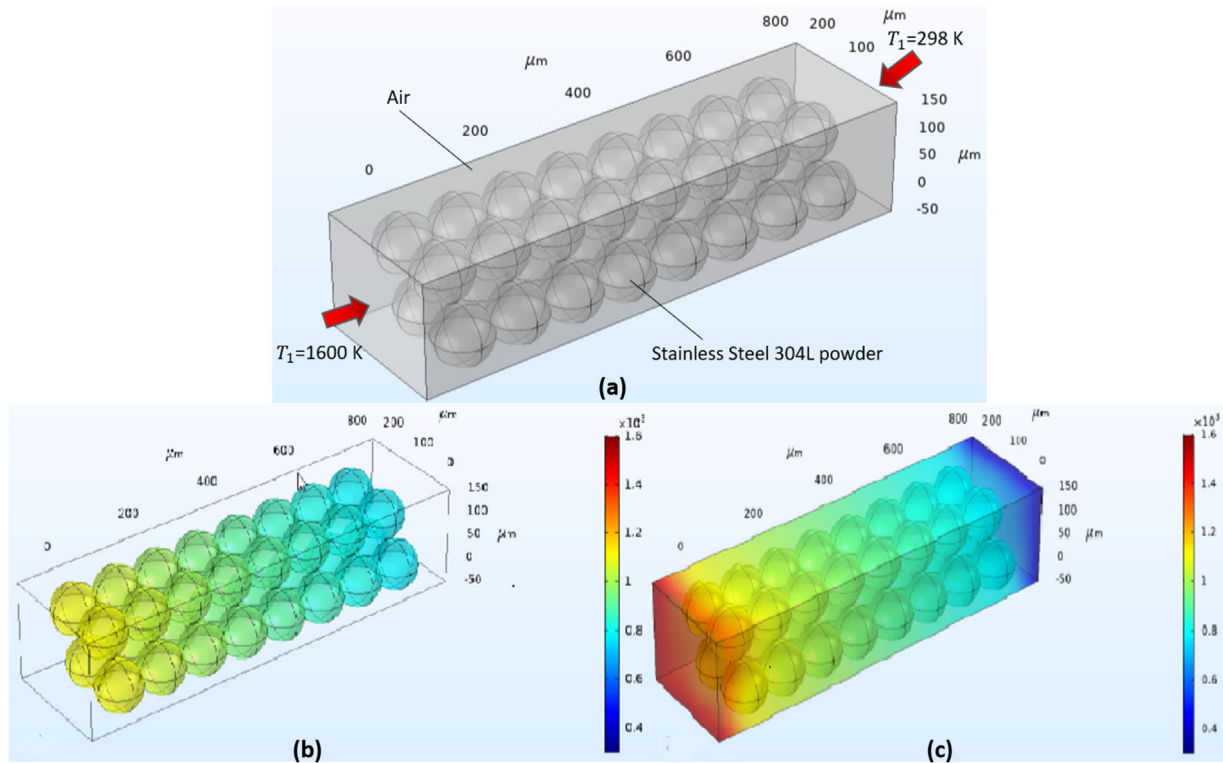 800 200 μm
T₁=298 K
600 100
μm
Air 400 150
200 100
50 μm
0 0
-50
T₁=1600 K
Stainless Steel 304L powder
(a)
μm 800 200 μm
600 100
400 0
200 150
100
0 50 μm
0
-50
(b)
1.6
1.4
1.2
1
0.8
0.6
0.4
800 200 μm
μm 600 100
400 0
200 150
100
0 50 μm
0
-50
(c)
×10³
1.6
1.4
1.2
1
0.8
0.6
0.4